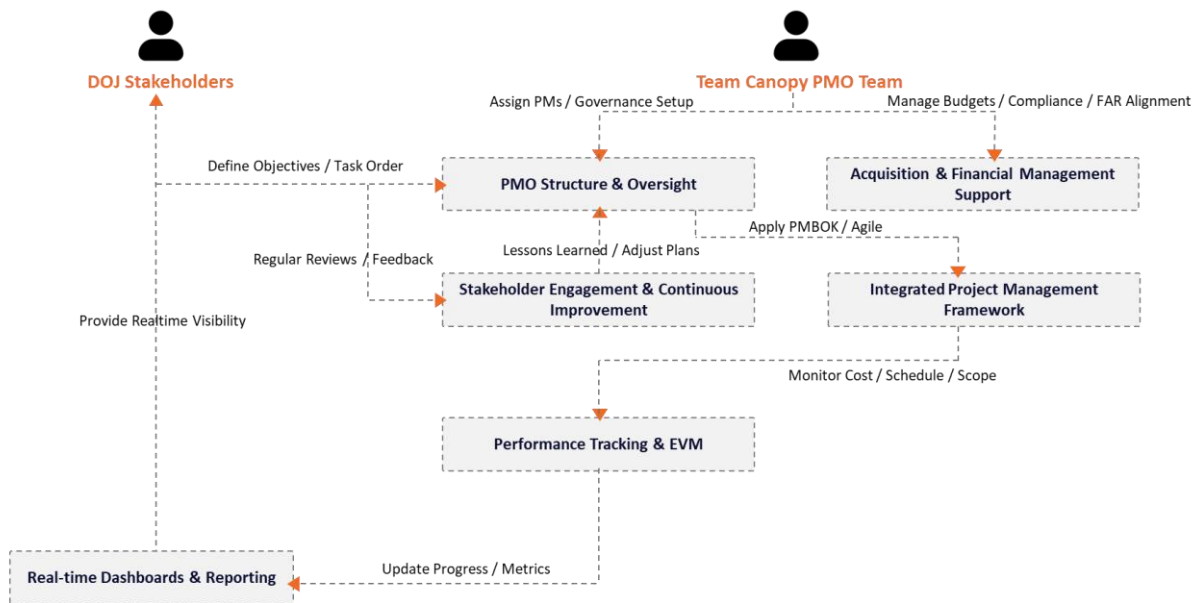 DOJ Stakeholders
Team Canopy PMO Team
Assign PMs / Governance Setup
Manage Budgets / Compliance / FAR Alignment
Define Objectives / Task Order
PMO Structure & Oversight
Acquisition & Financial Management
Support
Apply PMBOK / Agile
Lessons Learned / Adjust Plans
Regular Reviews / Feedback
Stakeholder Engagement & Continuous
Improvement
Integrated Project Management
Framework
Provide Realtime Visibility
Monitor Cost / Schedule / Scope
Performance Tracking & EVM
Update Progress / Metrics
Real-time Dashboards & Reporting